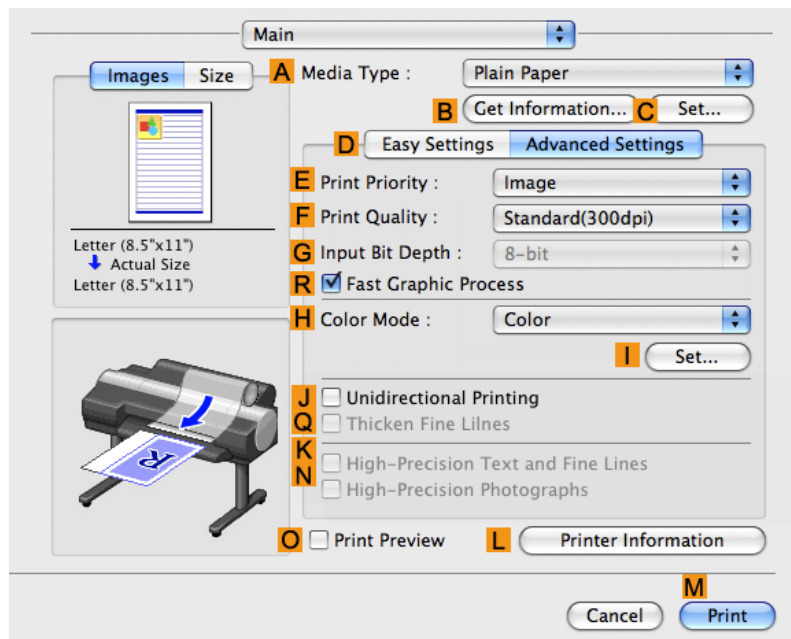 Main
Images Size
A Media Type : Plain Paper
B Get Information... C Set...
D Easy Settings Advanced Settings
E Print Priority : Image
F Print Quality : Standard(300dpi)
G Input Bit Depth : 8-bit
R Fast Graphic Process
H Color Mode : Color
I Set...
J Unidirectional Printing
Q Thicken Fine Lilnes
K High-Precision Text and Fine Lines
N High-Precision Photographs
Letter (8.5"x11")
Actual Size
Letter (8.5"x11")
R
O Print Preview L Printer Information
M
Cancel Print